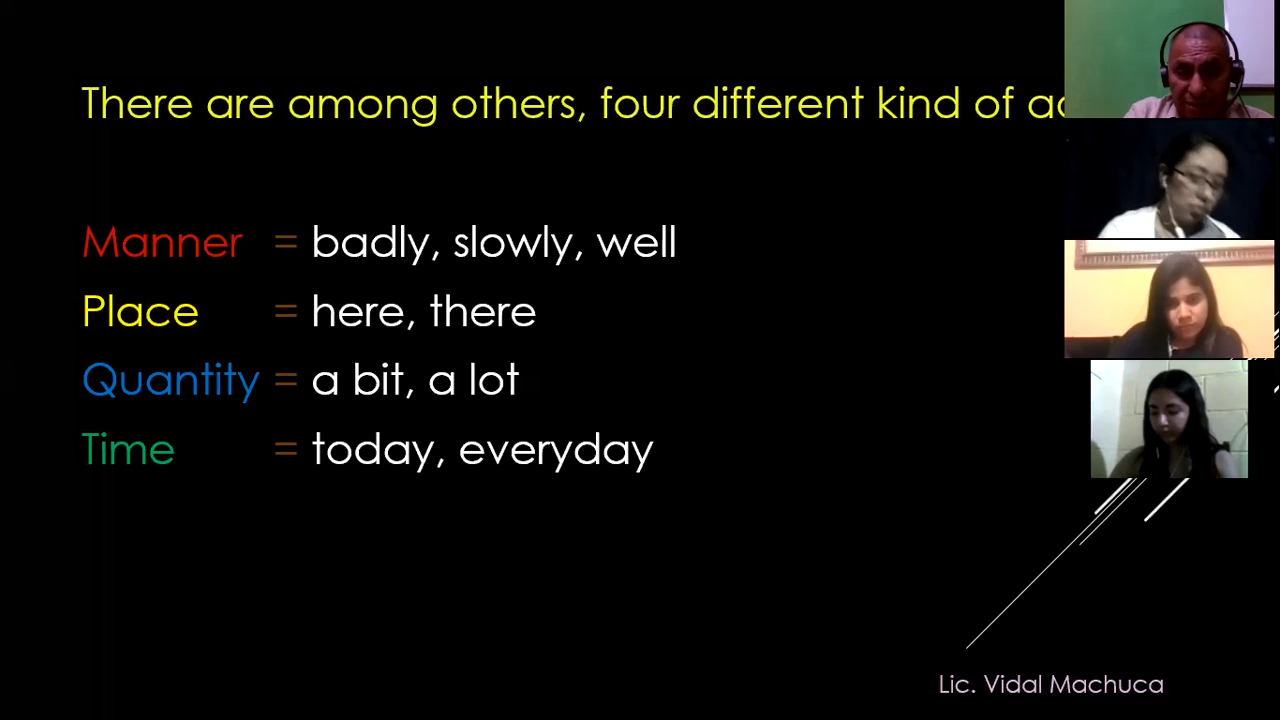 There are among others, four different kind of
Manner = badly, slowly, well
Place = here, there
Quantity = a bit, a lot
Time = today, everyday
Lic. Vidal Machuca